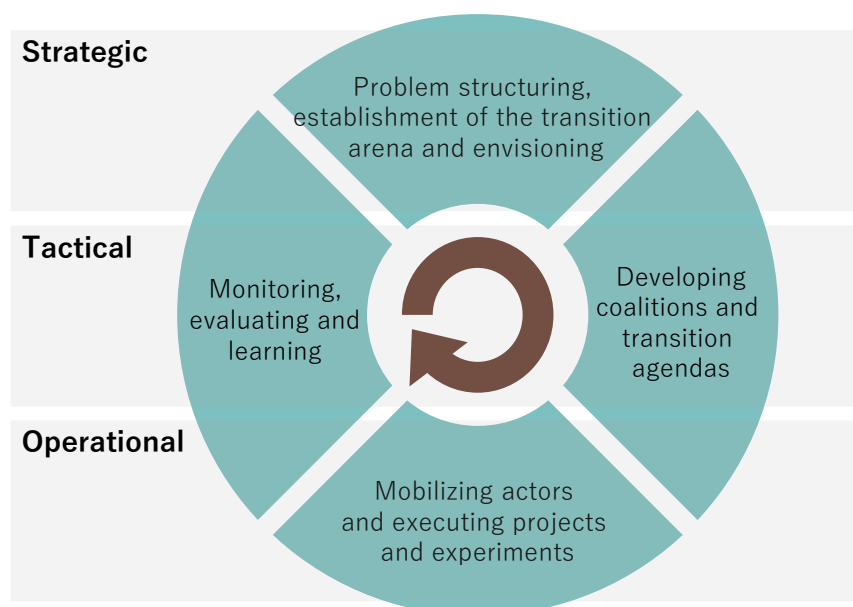 Strategic
Problem structuring,
establishment of the transition
arena and envisioning
Tactical
Monitoring,
evaluating and
learning
Developing
coalitions and
transition
agendas
Operational
Mobilizing actors
and executing projects
and experiments